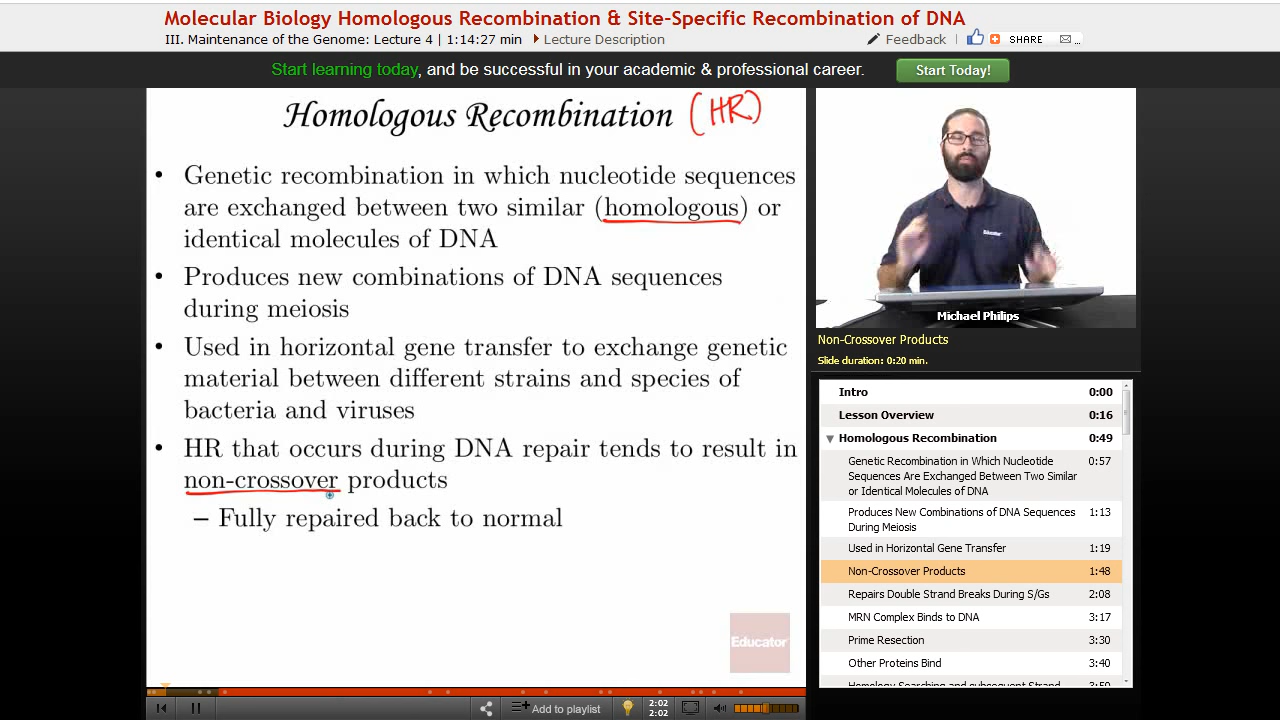 Molecular Biology Homologous Recombination & Site-Specific Recombination of DNA
III. Maintenance of the Genome: Lecture 4 | 1:14:27 min Lecture Description
Feedback SHARE
Start learning today, and be successful in your academic & professional career. Start Today!
Homologous Recombination (HR)
• Genetic recombination in which nucleotide sequences
are exchanged between two similar (homologous) or
identical molecules of DNA
• Produces new combinations of DNA sequences
during meiosis
• Used in horizontal gene transfer to exchange genetic
material between different strains and species of
bacteria and viruses
• HR that occurs during DNA repair tends to result in
non-crossover products
– Fully repaired back to normal
Educator
Educator
Michael Philips
Non-Crossover Products
Slide duration: 0:20 min.
Intro 0:00
Lesson Overview 0:16
Homologous Recombination 0:49
Genetic Recombination in Which Nucleotide 0:57
Sequences Are Exchanged Between Two Similar
or Identical Molecules of DNA
Produces New Combinations of DNA Sequences 1:13
During Meiosis
Used in Horizontal Gene Transfer 1:19
Non-Crossover Products 1:48
Repairs Double Strand Breaks During S/Gs 2:08
MRN Complex Binds to DNA 3:17
Prime Resection 3:30
Other Proteins Bind 3:40
Homology Searching and subsequent Strand 3:59
Add to playlist
2:02
2:02